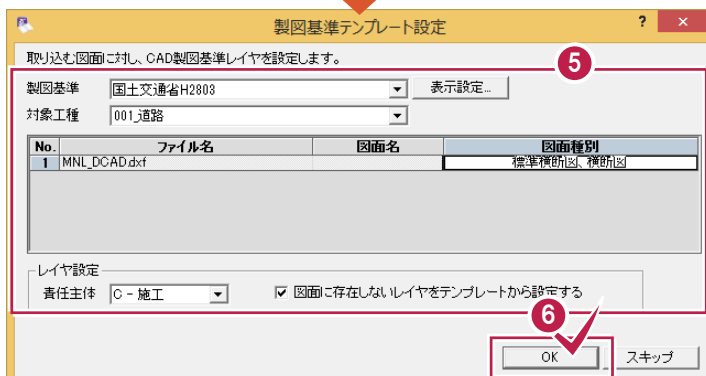 製図基準テンプレート設定 ? ×
取り込む図面に対し、CAD製図基準レイヤを設定します。
5
製図基準 国土交通省H2803 表示設定...
対象工種 001_道路
No. ファイル名 図面名 図面種別
1 MNL_DCAD.dxf 標準横断図、横断図
レイヤ設定
責任主体 C - 施工 図面に存在しないレイヤをテンプレートから設定する
6
OK スキップ